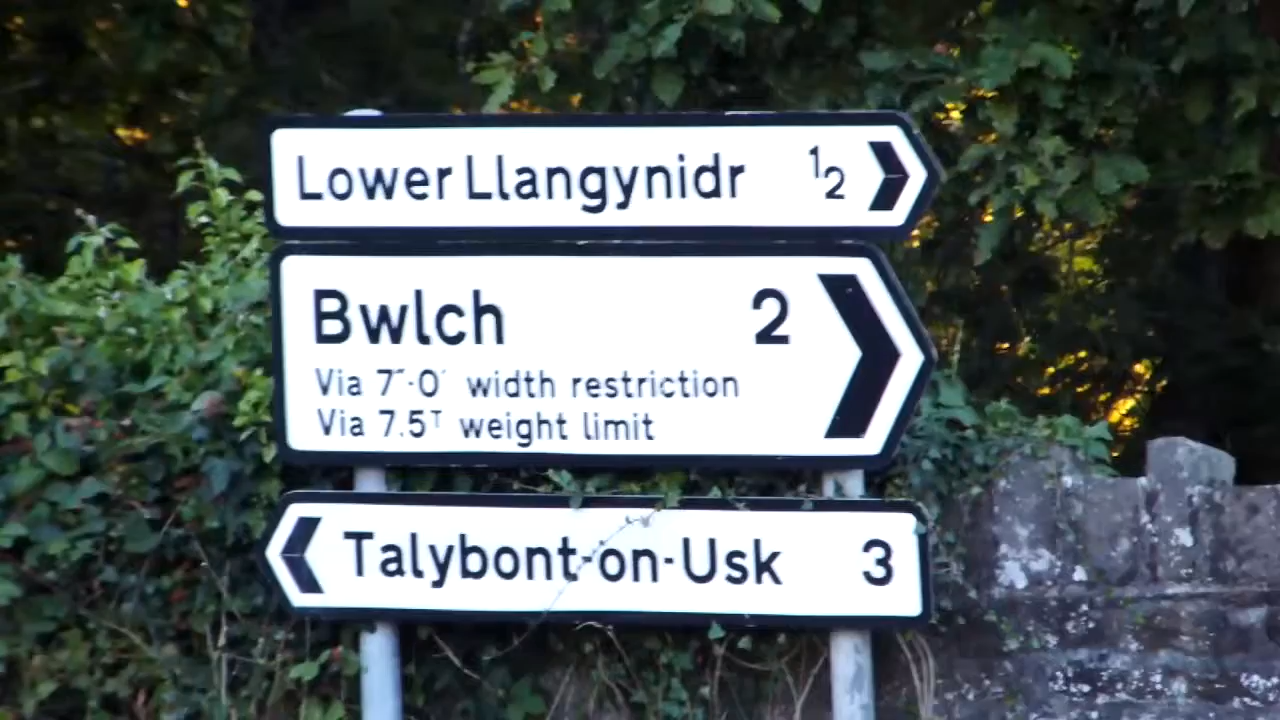 Lower Llangynidr ½
Bwlch 2
Via 7″-0′ width restriction
Via 7.5ᵀ weight limit
Talybont-on-Usk 3